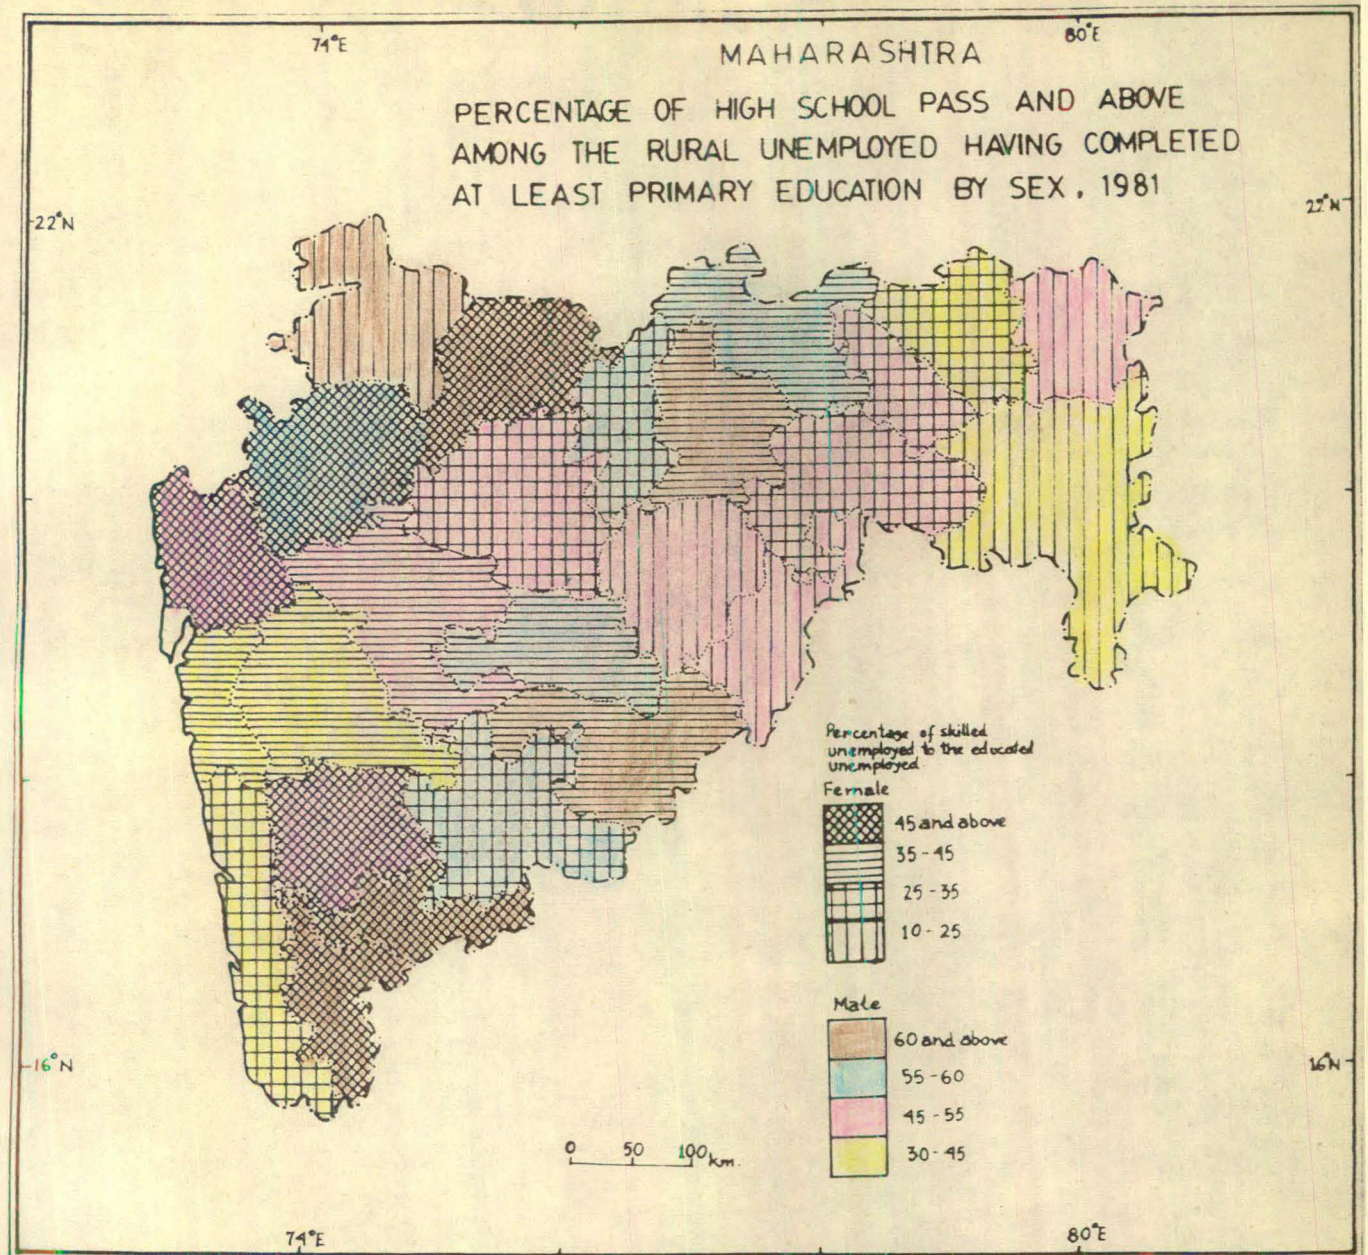 74°E
80°E
MAHARASHTRA
PERCENTAGE OF HIGH SCHOOL PASS AND ABOVE
AMONG THE RURAL UNEMPLOYED HAVING COMPLETED
AT LEAST PRIMARY EDUCATION BY SEX, 1981
22°N
22°N
Percentage of skilled
unemployed to the educated
unemployed.
Female
45 and above
35-45
25-35
10-25
Male
60 and above
55-60
45-55
30-45
16°N
16°N
0 50 100 km.
74°E
80°E